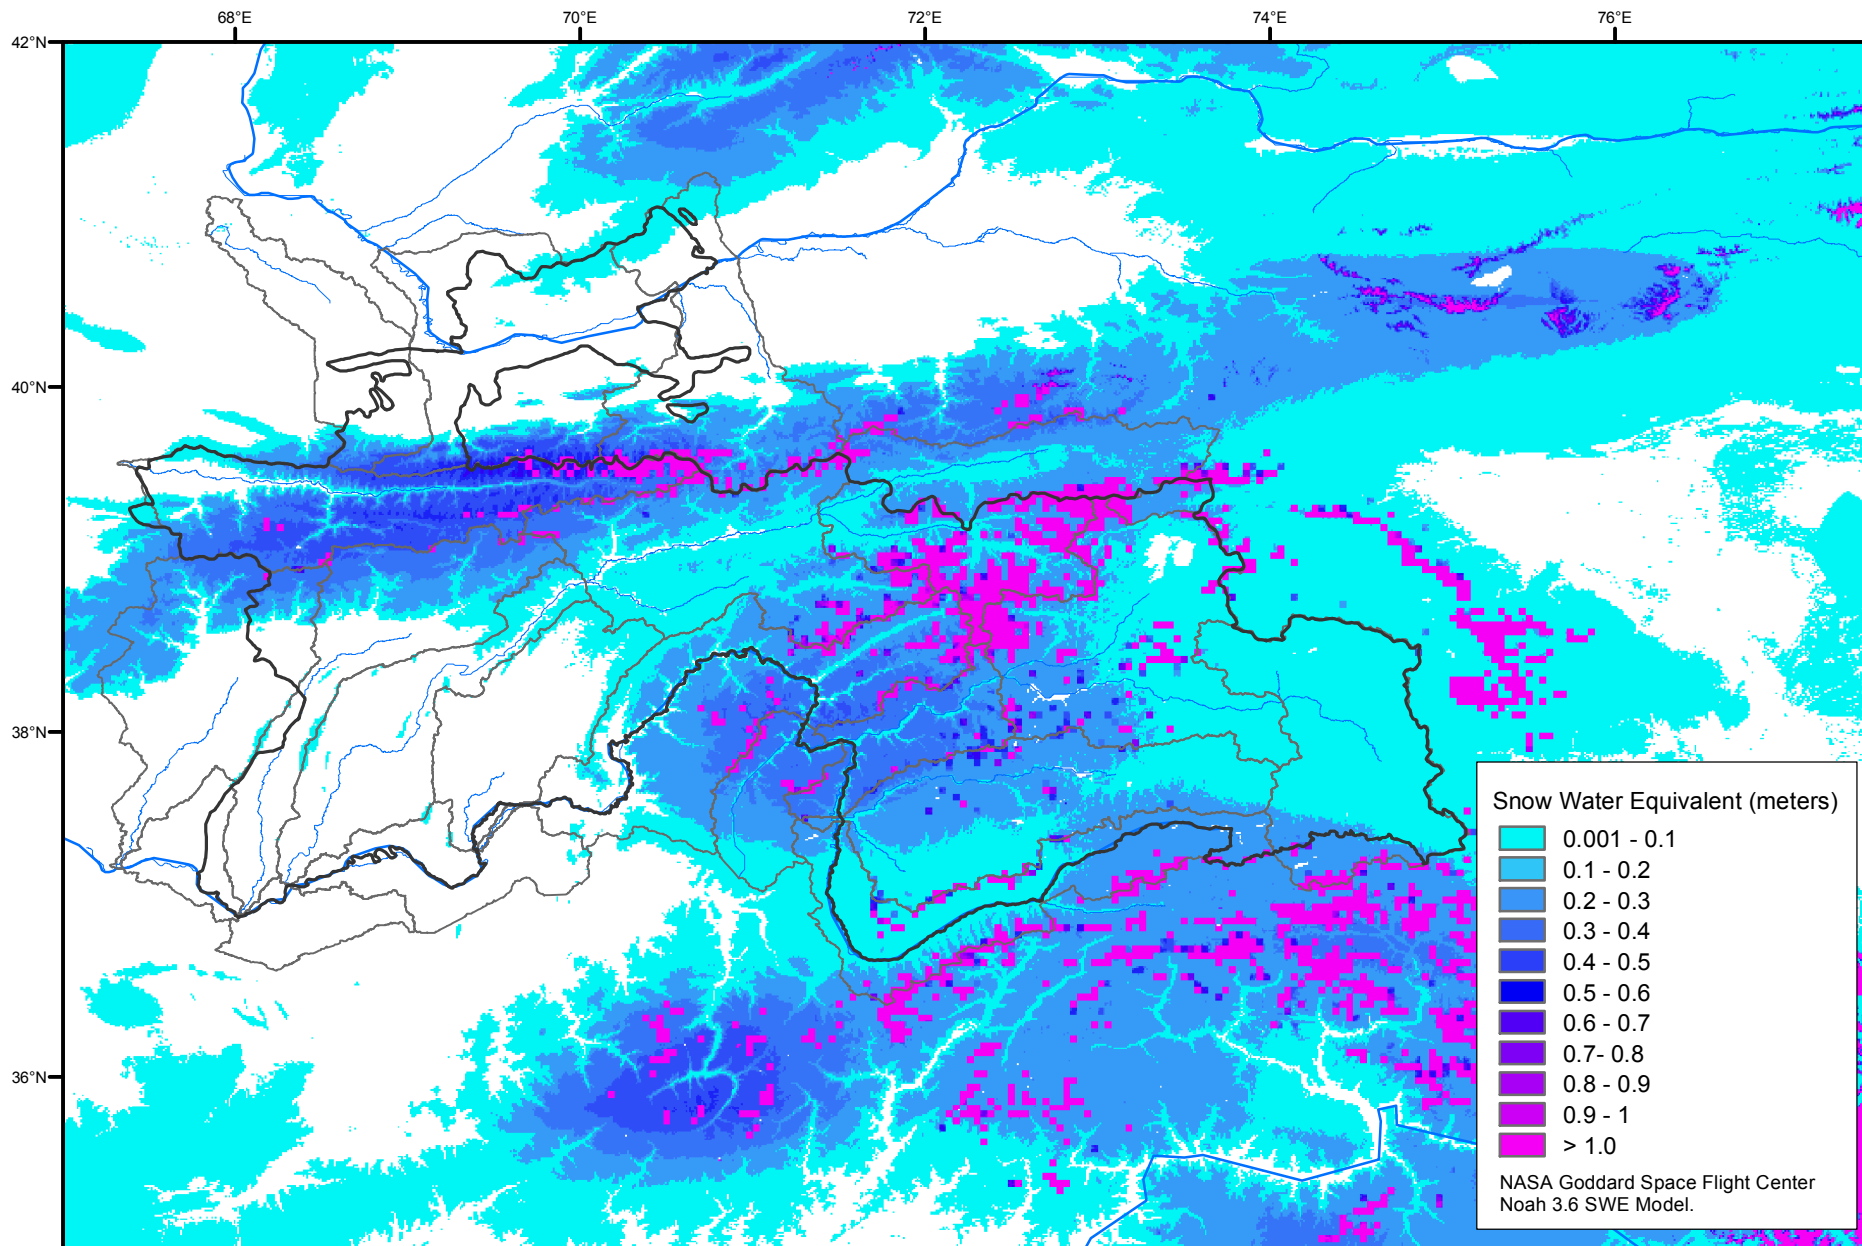 68°E
70°E
72°E
74°E
76°E
42°N
40°N
38°N
36°N
Snow Water Equivalent (meters)
0.001 - 0.1
0.1 - 0.2
0.2 - 0.3
0.3 - 0.4
0.4 - 0.5
0.5 - 0.6
0.6 - 0.7
0.7- 0.8
0.8 - 0.9
0.9 - 1
> 1.0
NASA Goddard Space Flight Center
Noah 3.6 SWE Model.